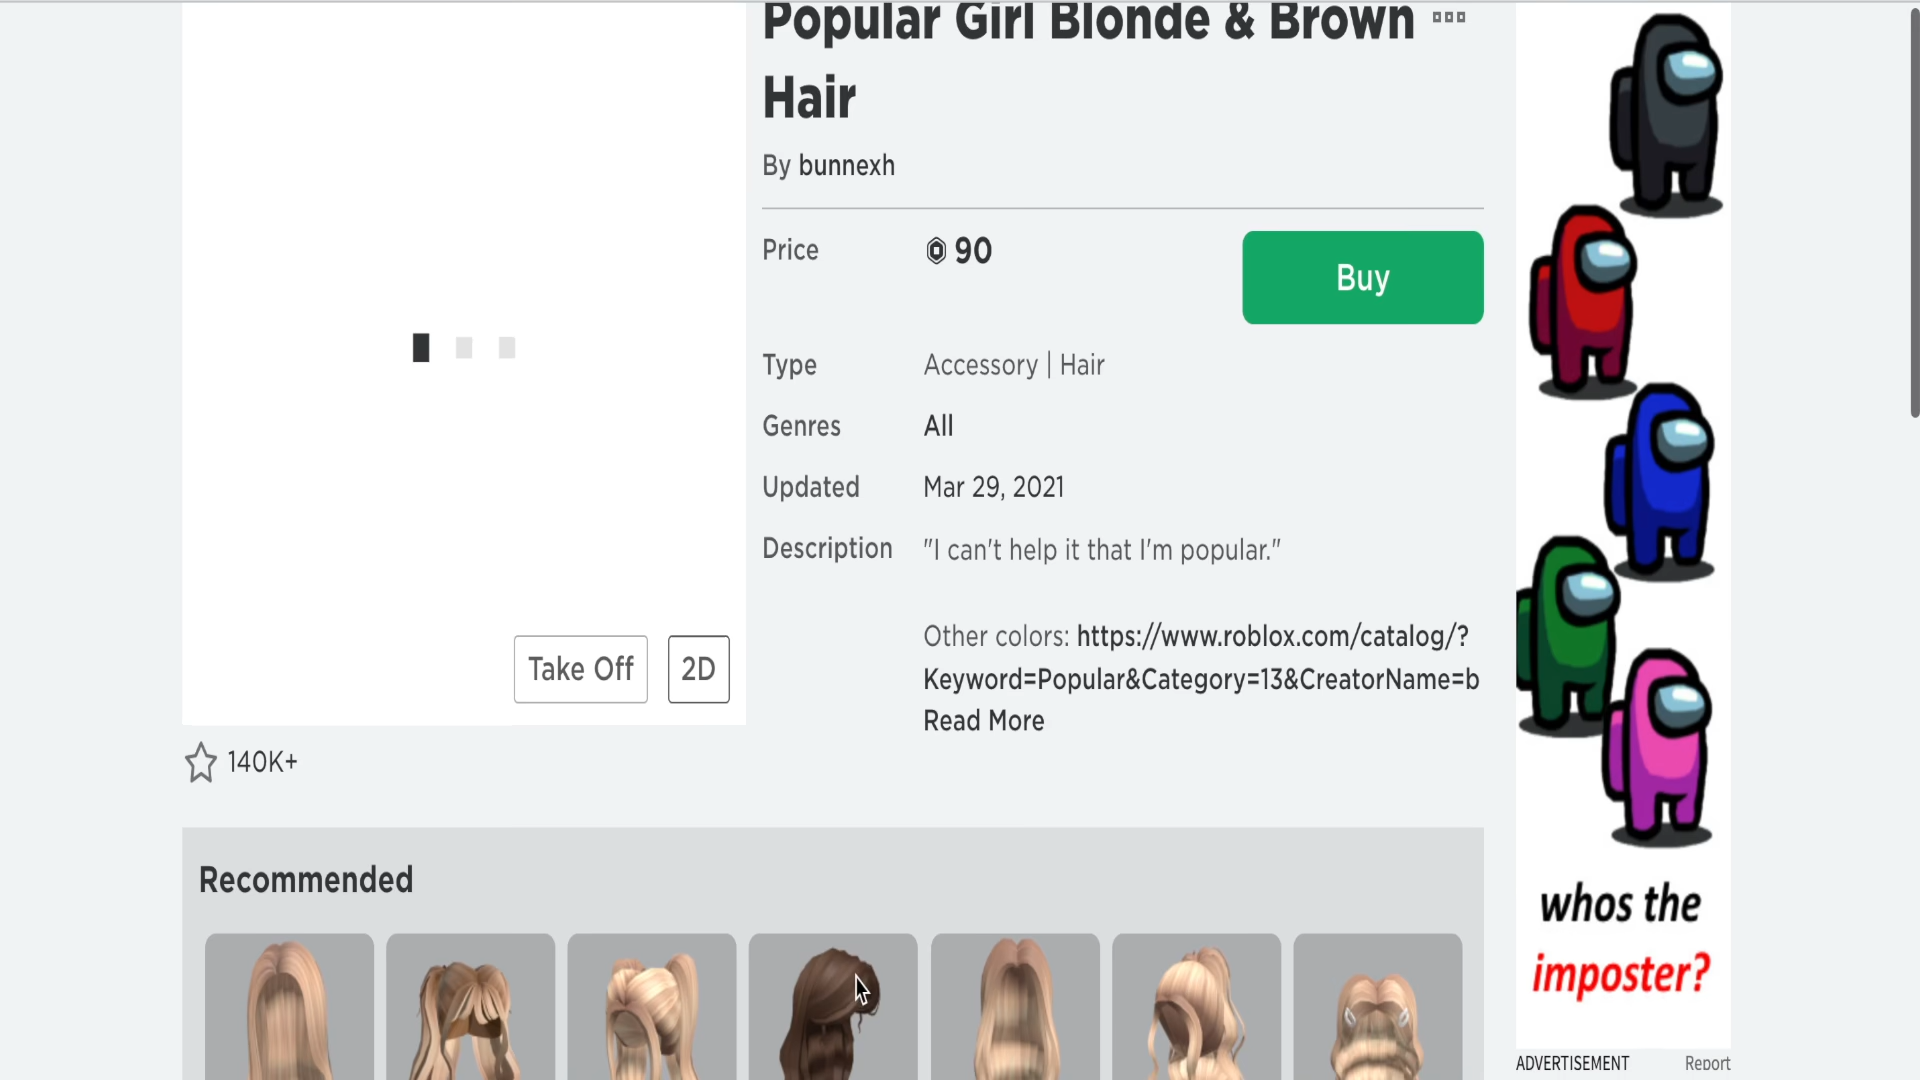 Popular Girl Blonde & Brown
Hair
By bunnexh
Price
90
Buy
Type
Accessory | Hair
Genres
All
Updated
Mar 29, 2021
Description
"I can't help it that I'm popular."
Other colors: https://www.roblox.com/catalog/?
Keyword=Popular&Category=13&CreatorName=b
Read More
Take Off
2D
140K+
Recommended
whos the
imposter?
ADVERTISEMENT
Report